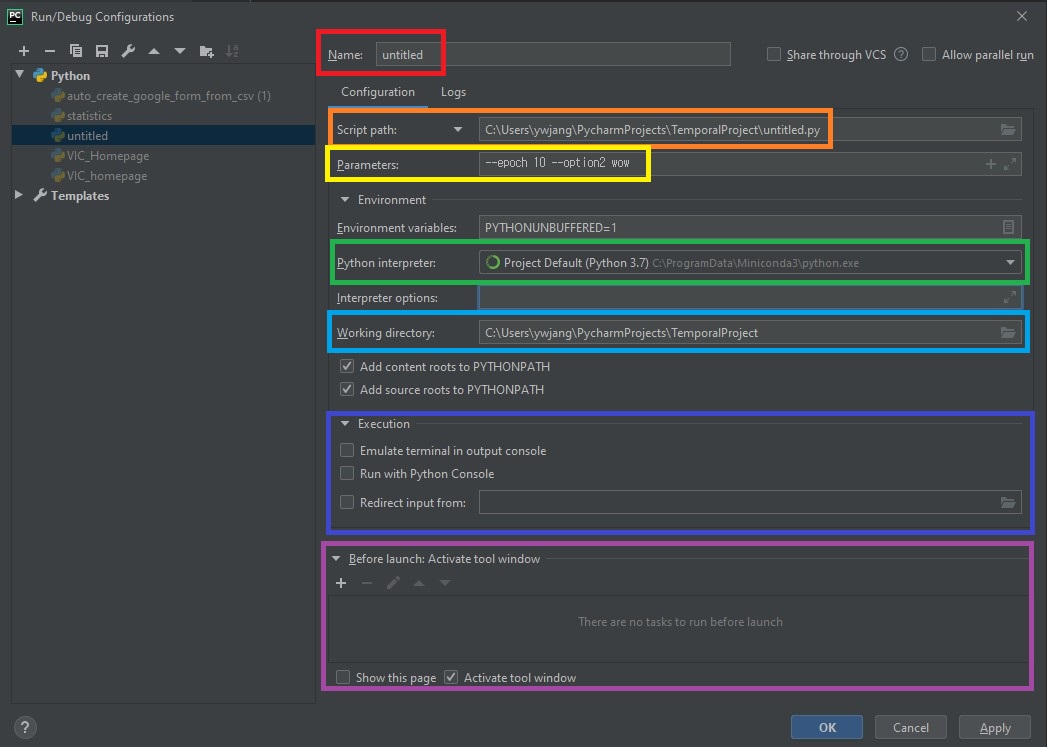 PC Run/Debug Configurations
Python
auto_create_google_form_from_csv (1)
statistics
untitled
VIC_Homepage
VIC_homepage
Templates
Name: untitled
Share through VCS ? Allow parallel run
Configuration Logs
Script path: C:\Users\ywjang\PycharmProjects\TemporalProject\untitled.py
Parameters: --epoch 10 --option2 wow
Environment
Environment variables: PYTHONUNBUFFERED=1
Python interpreter: Project Default (Python 3.7) C:\ProgramData\Miniconda3\python.exe
Interpreter options:
Working directory: C:\Users\ywjang\PycharmProjects\TemporalProject
Add content roots to PYTHONPATH
Add source roots to PYTHONPATH
Execution
Emulate terminal in output console
Run with Python Console
Redirect input from:
Before launch: Activate tool window
There are no tasks to run before launch
Show this page Activate tool window
? OK Cancel Apply